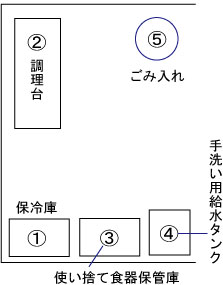 ②
調理台
⑤
ごみ入れ
手洗い用給水タンク
保冷庫
①
③
④
使い捨て食器保管庫